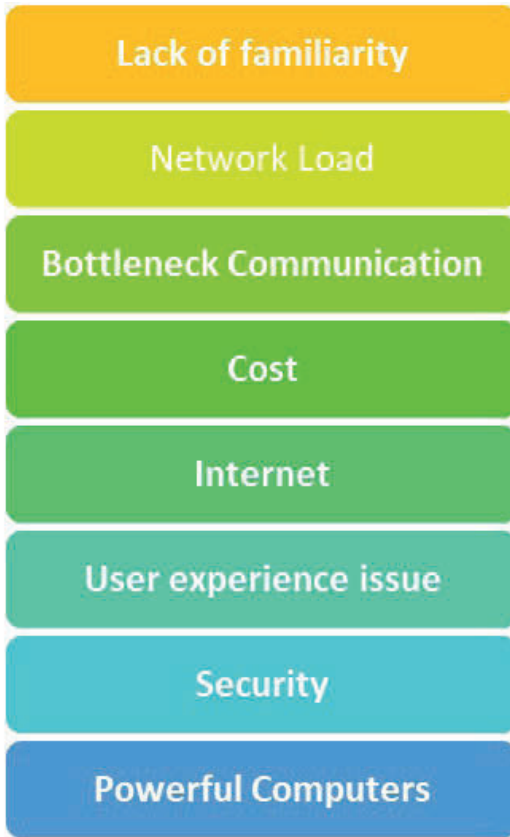 Lack of familiarity
Network Load
Bottleneck Communication
Cost
Internet
User experience issue
Security
Powerful Computers